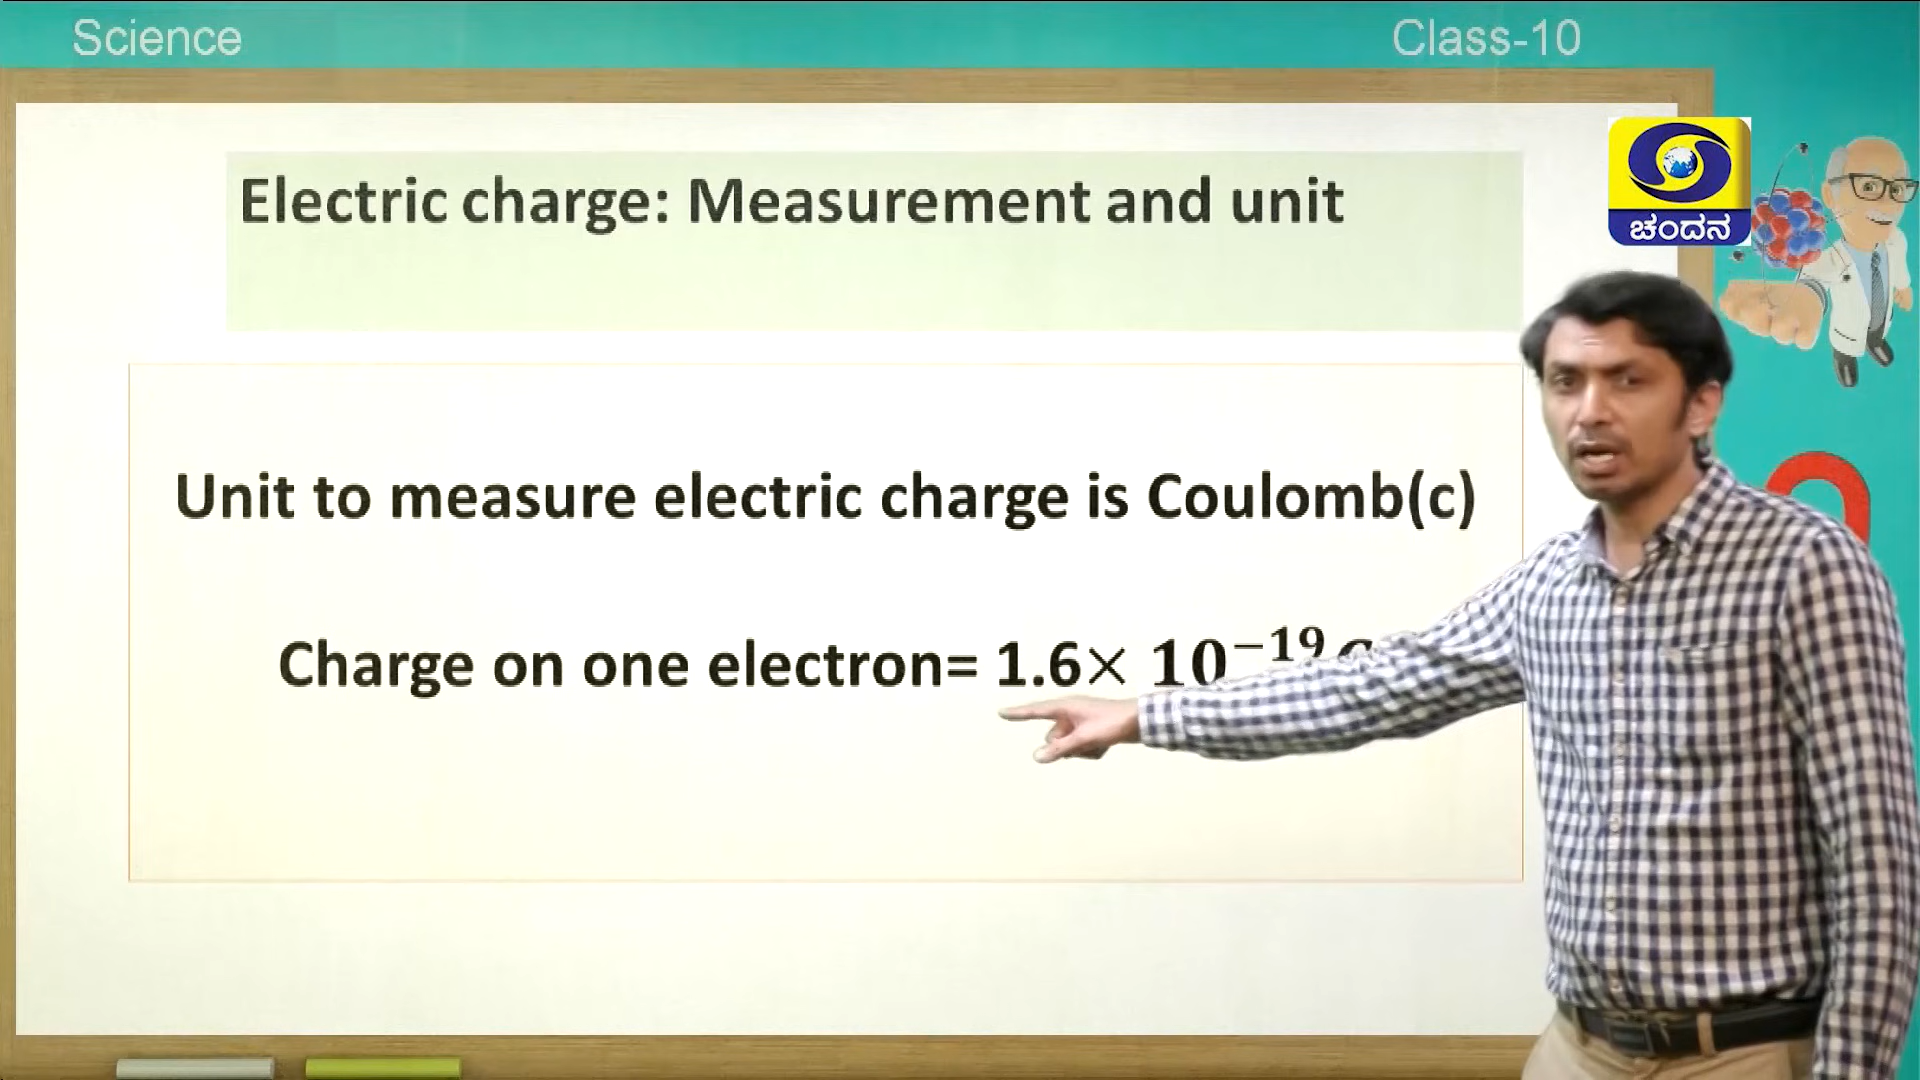 Science
Class-10
Electric charge: Measurement and unit
ಚಂದನ
Unit to measure electric charge is Coulomb(c)
Charge on one electron= 1.6× 10⁻¹⁹